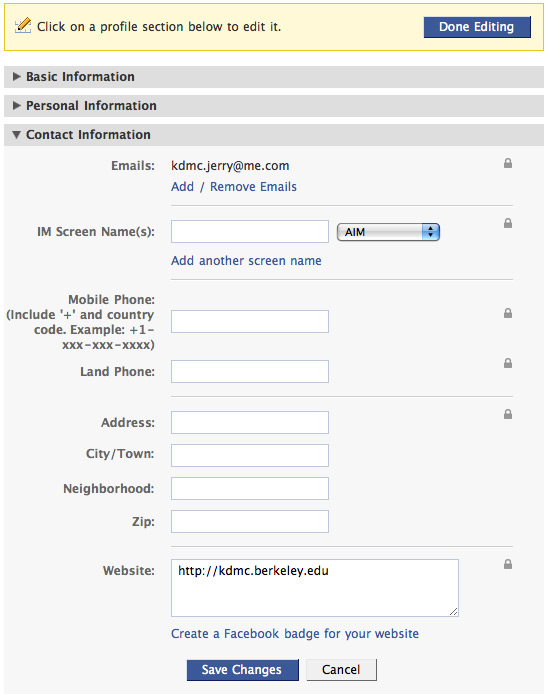 Click on a profile section below to edit it.
Done Editing
Basic Information
Personal Information
Contact Information
Emails: kdmc.jerry@me.com
Add / Remove Emails
IM Screen Name(s): AIM
Add another screen name
Mobile Phone:
(Include '+' and country
code. Example: +1-
xxx-xxx-xxxx)
Land Phone:
Address:
City/Town:
Neighborhood:
Zip:
Website: http://kdmc.berkeley.edu
Create a Facebook badge for your website
Save Changes Cancel